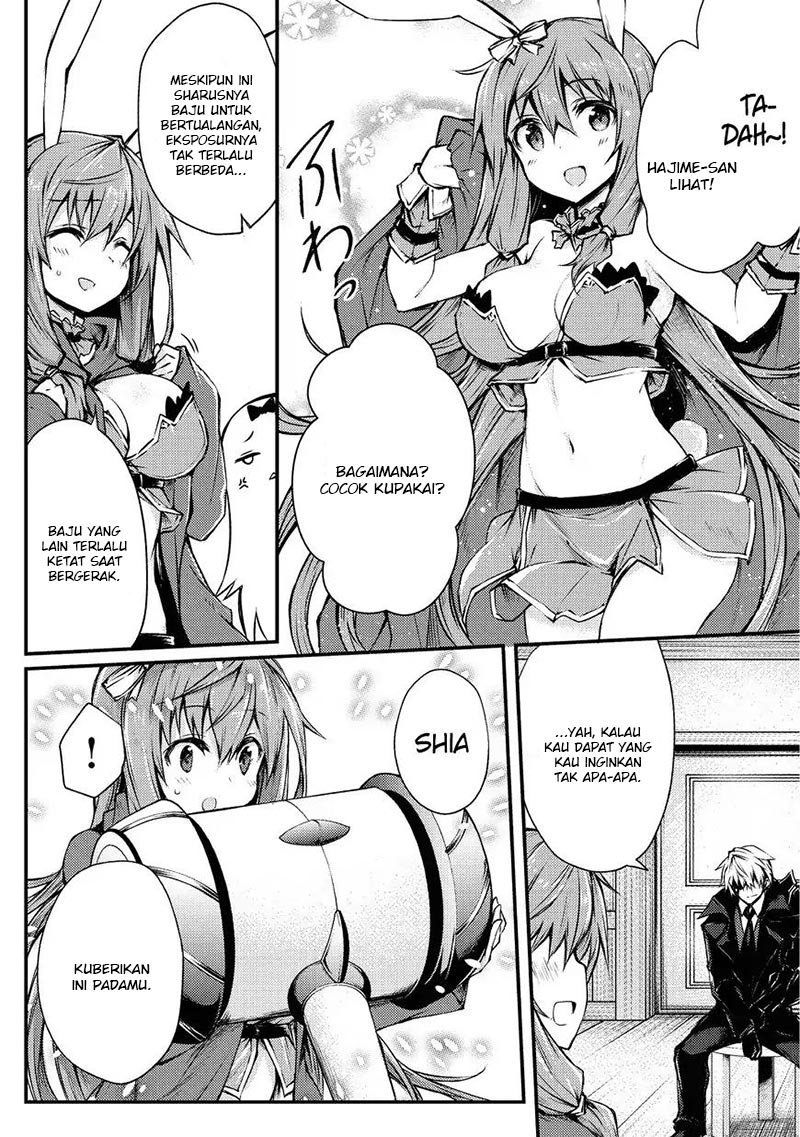 TA-
DAH~!
HAJIME-SAN
LIHAT!
ふわっ
BAGAIMANA?
COCOK KUPAKAI?
MESKIPUN INI
SHARUSNYA
BAJU UNTUK
BERTUALANGAN,
EKSPOSURNYA
TAK TERLALU
BERBEDA...
BAJU YANG
LAIN TERLALU
KETAT SAAT
BERGERAK.
...YAH, KALAU
KAU DAPAT YANG
KAU INGINKAN
TAK APA-APA.
SHIA
!
KUBERIKAN
INI PADAMU.